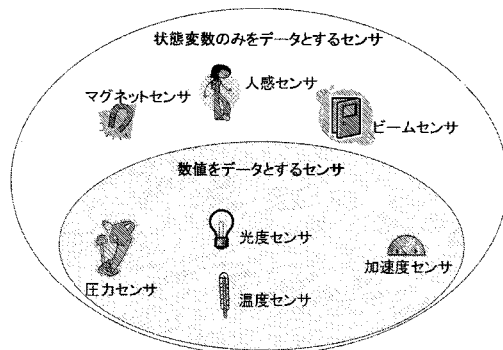 状態変数のみをデータとするセンサ
人感センサ
マグネットセンサ
ビームセンサ
数値をデータとするセンサ
光度センサ
加速度センサ
圧力センサ
温度センサ